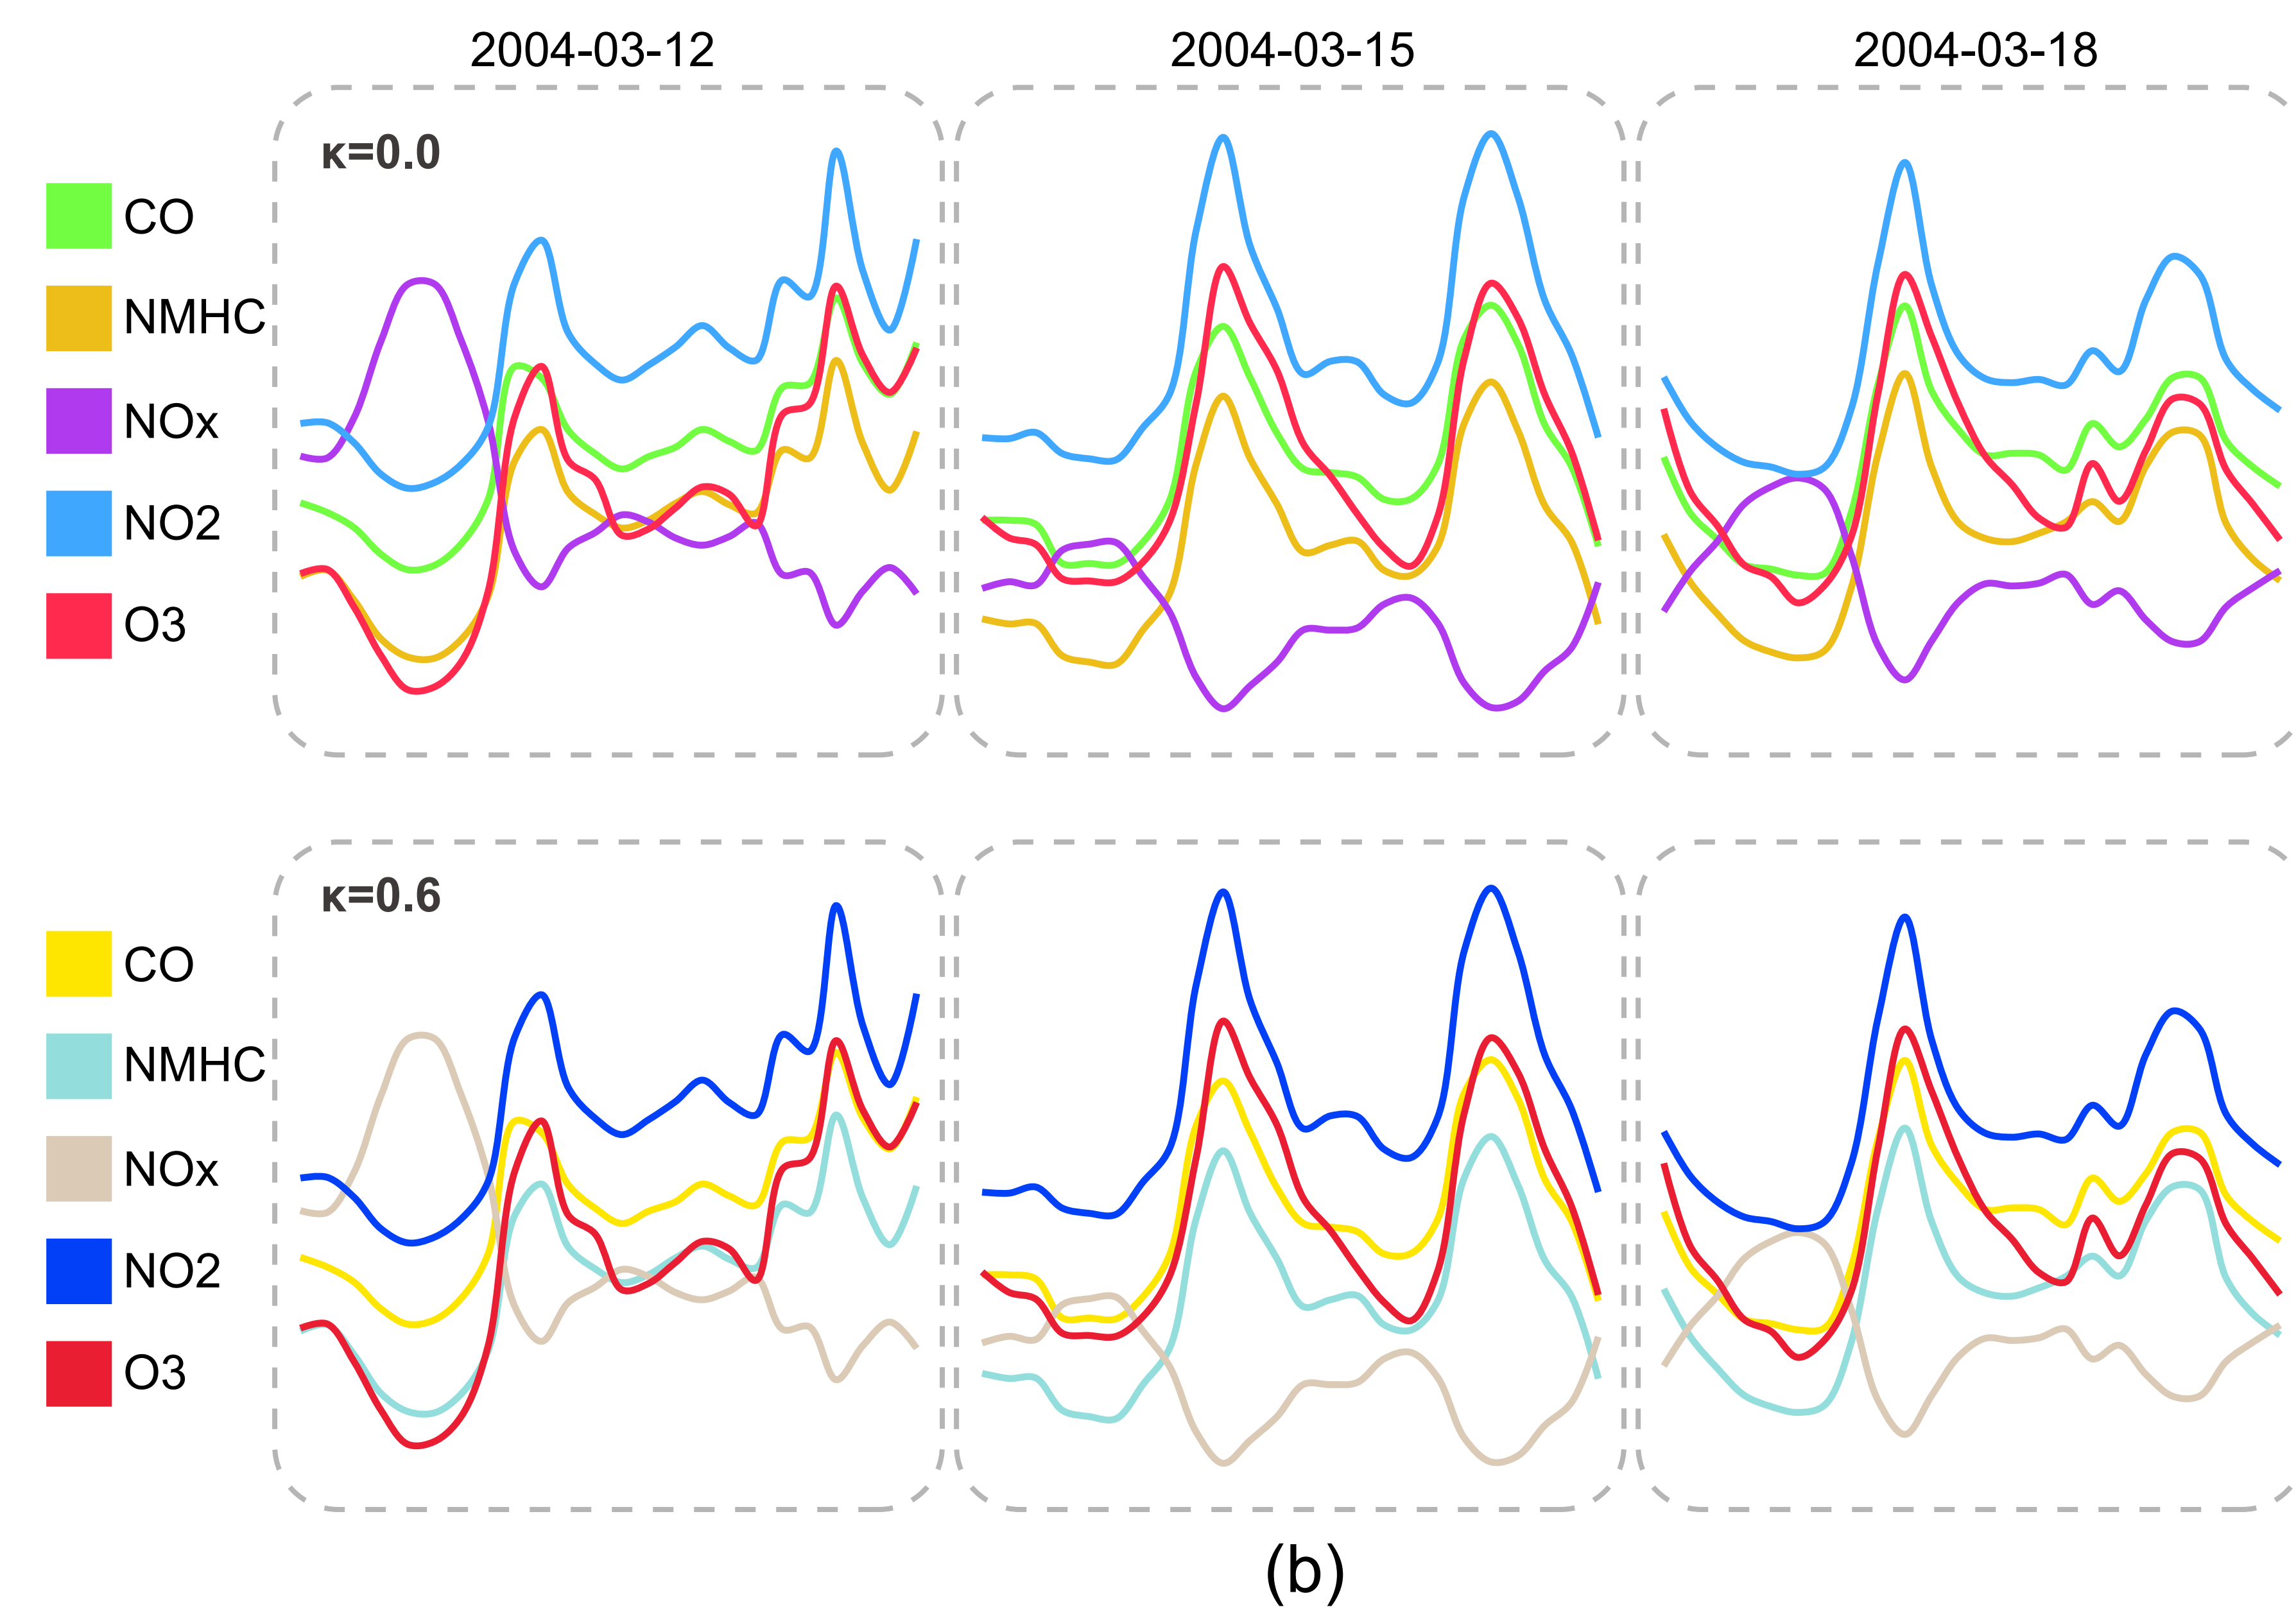 2004-03-12
2004-03-15
2004-03-18
κ=0.0
CO
NMHC
NOx
NO2
O3
κ=0.6
CO
NMHC
NOx
NO2
O3
(b)